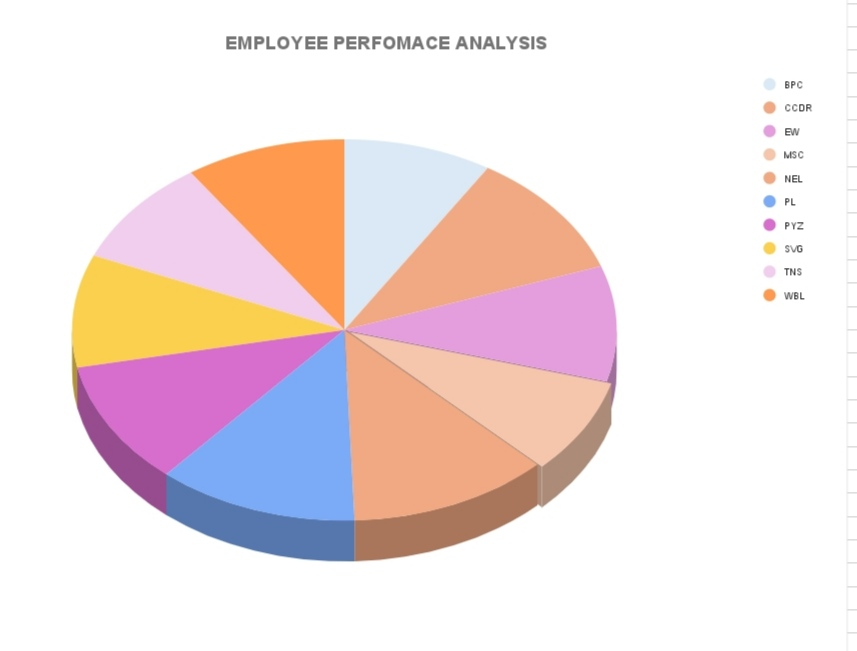 EMPLOYEE PERFOMACE ANALYSIS
BPC
CCDR
EW
MSC
NEL
PL
PYZ
SVG
TNS
WBL